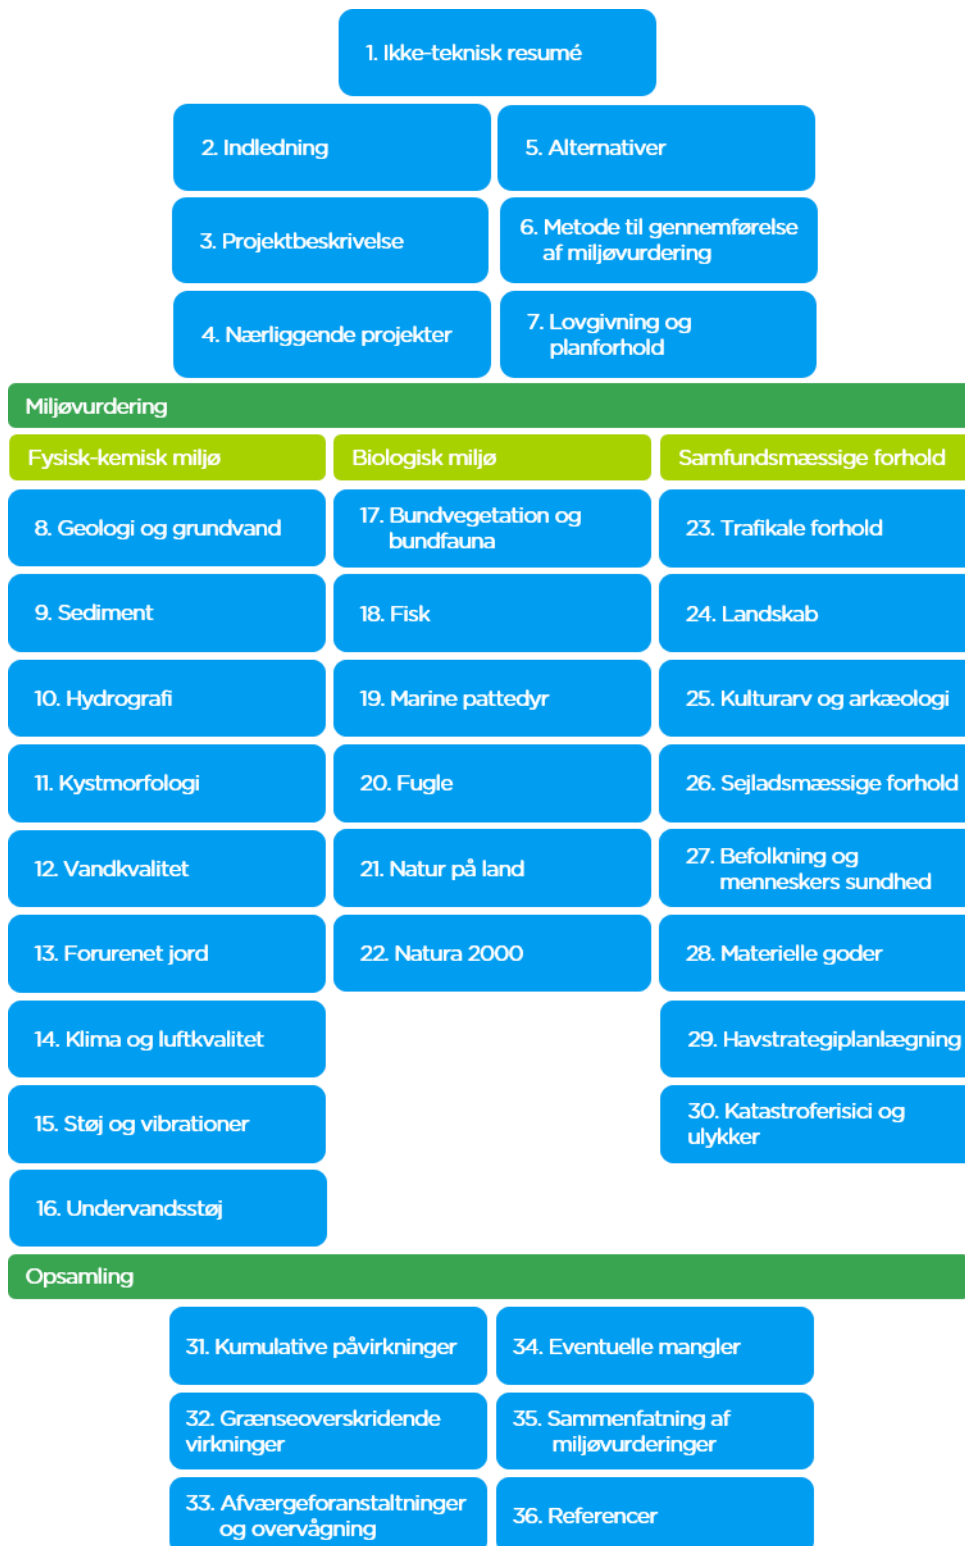 1. Ikke-teknisk resumé
2. Indledning
3. Projektbeskrivelse
4. Nærliggende projekter
5. Alternativer
6. Metode til gennemførelse
af miljøvurdering
7. Lovgivning og
planforhold
Miljøvurdering
Fysisk-kemisk miljø
8. Geologi og grundvand
9. Sediment
10. Hydrografi
11. Kystmorfologi
12. Vandkvalitet
13. Forurenet jord
14. Klima og luftkvalitet
15. Støj og vibrationer
16. Undervandsstøj
Biologisk miljø
17. Bundvegetation og
bundfauna
18. Fisk
19. Marine pattedyr
20. Fugle
21. Natur på land
22. Natura 2000
Samfundsmæssige forhold
23. Trafikale forhold
24. Landskab
25. Kulturarv og arkæologi
26. Sejladsmæssige forhold
27. Befolkning og
menneskers sundhed
28. Materielle goder
29. Havstrategiplanlægning
30. Katastroferisici og
ulykker
Opsamling
31. Kumulative påvirkninger
32. Grænseoverskridende
virkninger
33. Afværgeforanstaltninger
og overvågning
34. Eventuelle mangler
35. Sammenfatning af
miljøvurderinger
36. Referencer